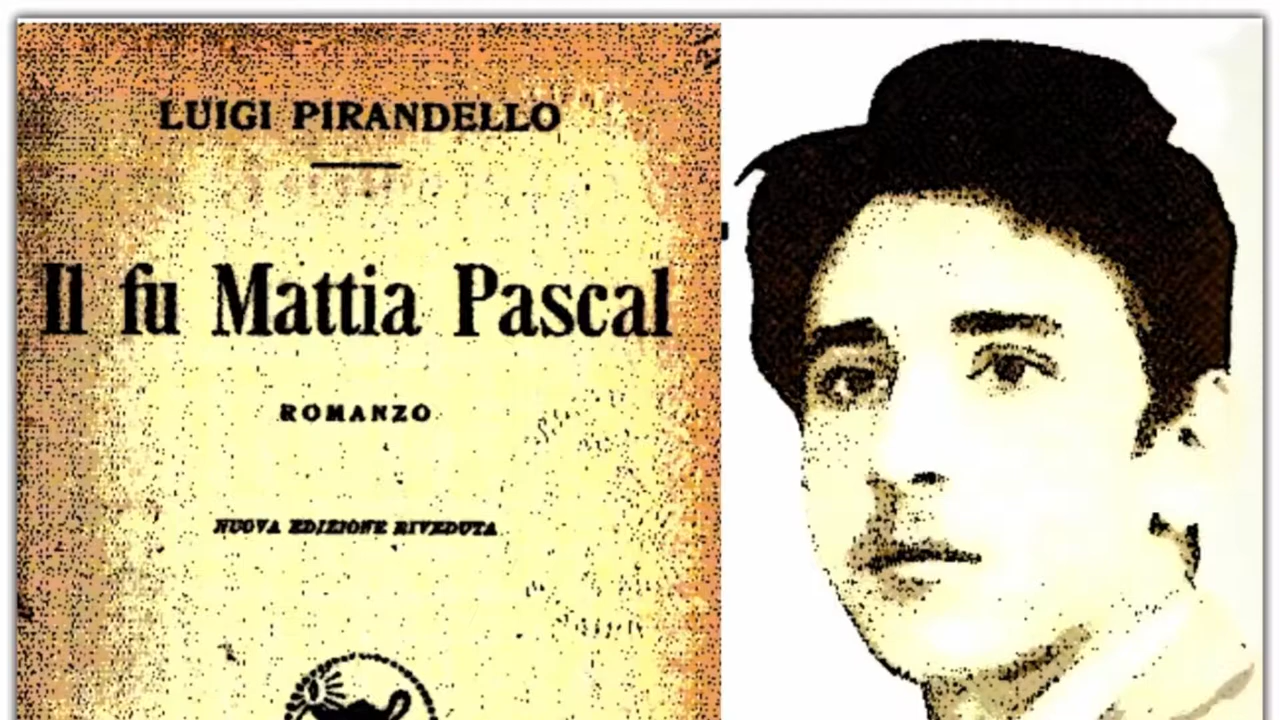 LUIGI PIRANDELLO
Il fu Mattia Pascal
ROMANZO
NUOVA EDIZIONE RIVEDUTA